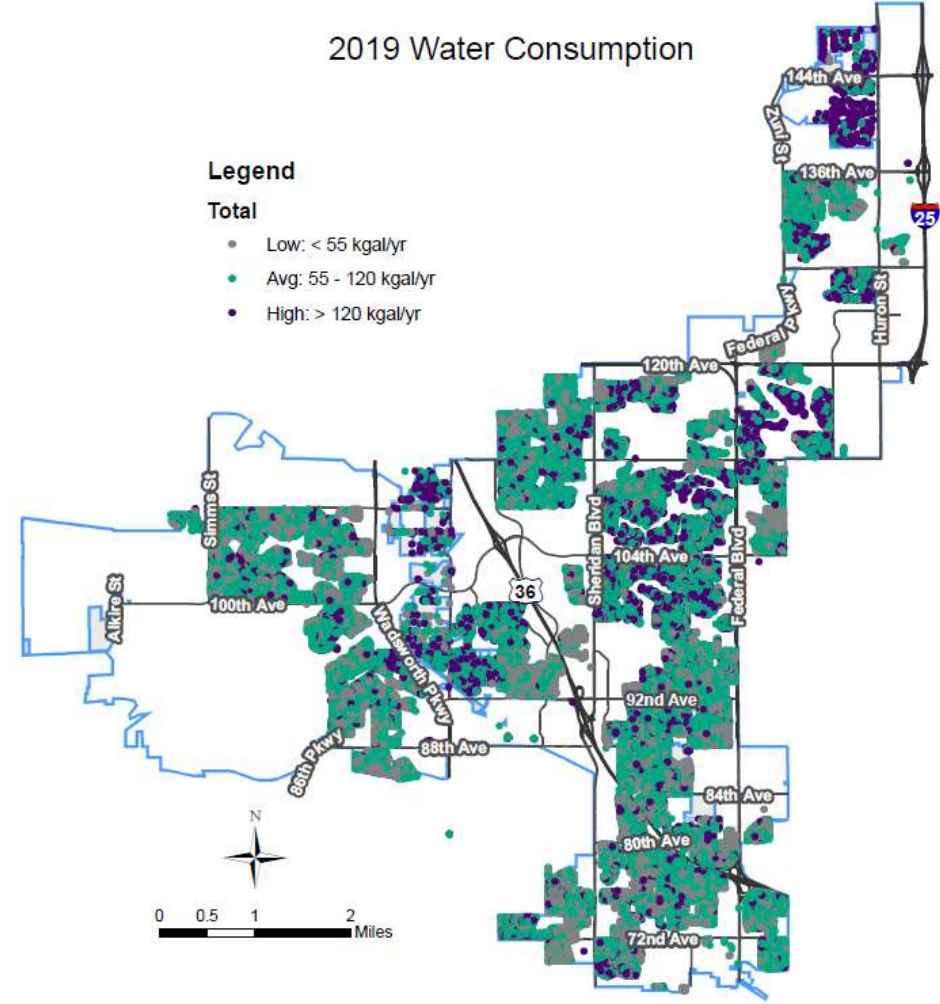 2019 Water Consumption
Legend
Total
Low: < 55 kgal/yr
Avg: 55 - 120 kgal/yr
High: > 120 kgal/yr
144th Ave
Zuni St
136th Ave
25
Huron St
Federal Pkwy
120th Ave
Simms St
Sheridan Blvd
Federal Blvd
104th Ave
36
Alkire St
100th Ave
Wadsworth Pkwy
92nd Ave
86th Pkwy
88th Ave
84th Ave
80th Ave
72nd Ave
N
0 0.5 1 2
Miles